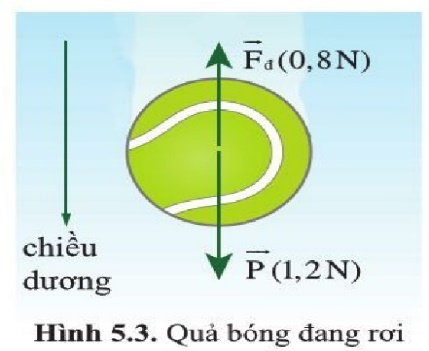 F⃗đ (0,8N)
P⃗ (1,2N)
chiều
dương
Hình 5.3. Quả bóng đang rơi